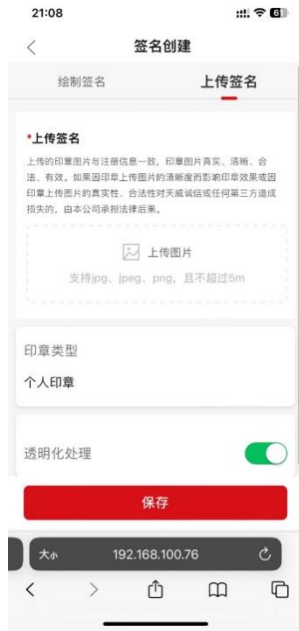 21:08
签名创建
绘制签名
上传签名
*上传签名
上传的印章图片与注册信息一致，印章图片真实、清晰、合
法、有效。如果因印章上传图片的清晰度而影响印章效果或因
印章上传图片的真实性、合法性对天威诚信或任何第三方造成
损失的，由本公司承担法律后果。
上传图片
支持jpg、jpeg、png，且不超过5m
印章类型
个人印章
透明化处理
保存
大小 192.168.100.76